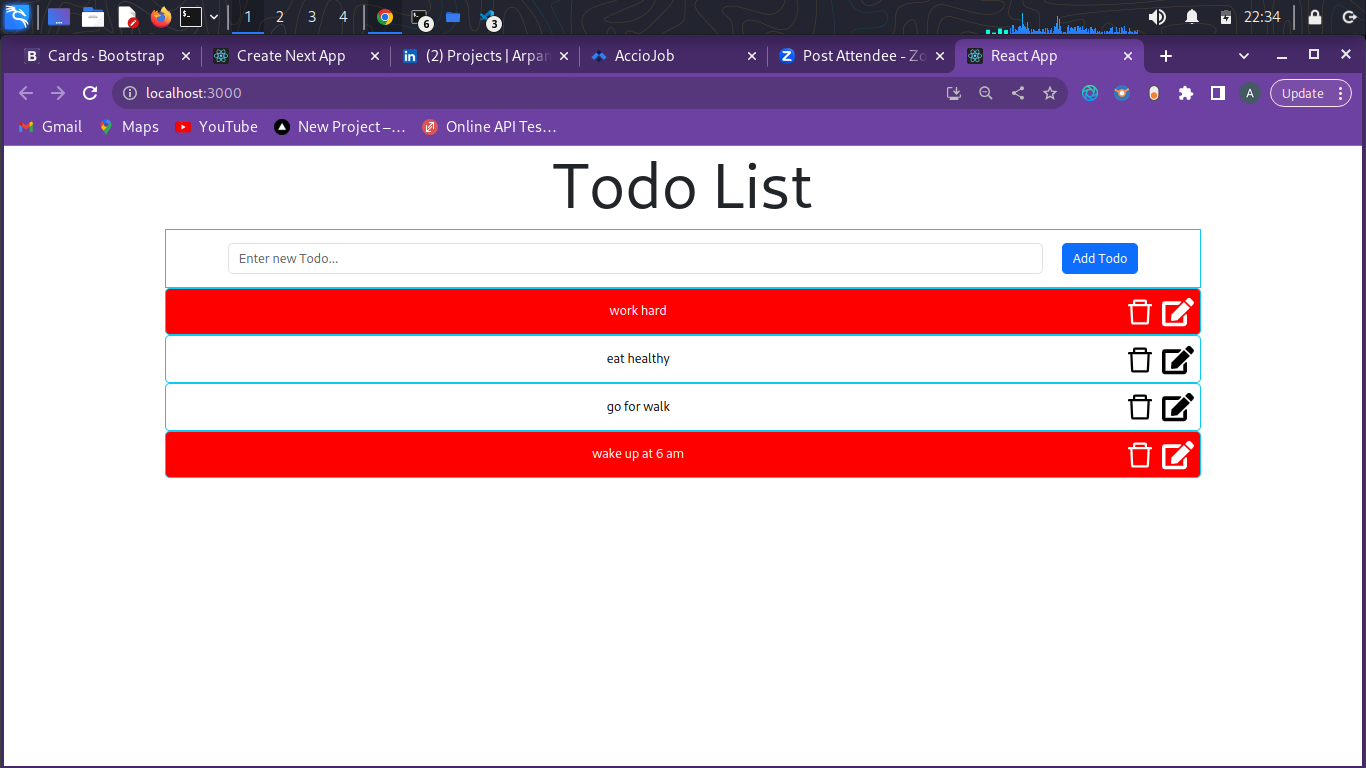 1 2 3 4 6 3 22:34
B Cards · Bootstrap Create Next App in (2) Projects | Arpan AccioJob Z Post Attendee - Zo React App
localhost:3000 A Update
Gmail Maps YouTube New Project –... Online API Tes...
Todo List
Enter new Todo... Add Todo
work hard
eat healthy
go for walk
wake up at 6 am